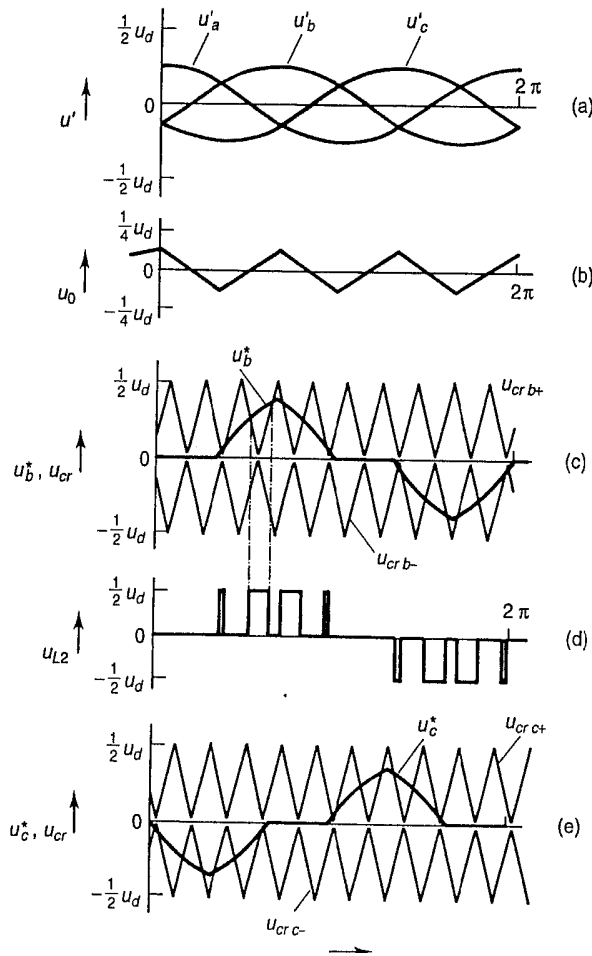 1/2 u_d
u'_a
u'_b
u'_c
2 π
u'
0
(a)
-1/2 u_d
1/4 u_d
u_0
0
2π
(b)
-1/4 u_d
u*_b
1/2 u_d
u_cr b+
u*_b, u_cr
0
(c)
-1/2 u_d
u_cr b-
1/2 u_d
2 π
0
u_L2
(d)
-1/2 u_d
u*_c
u_cr c+
1/2 u_d
u*_c, u_cr
0
(e)
-1/2 u_d
u_cr c-